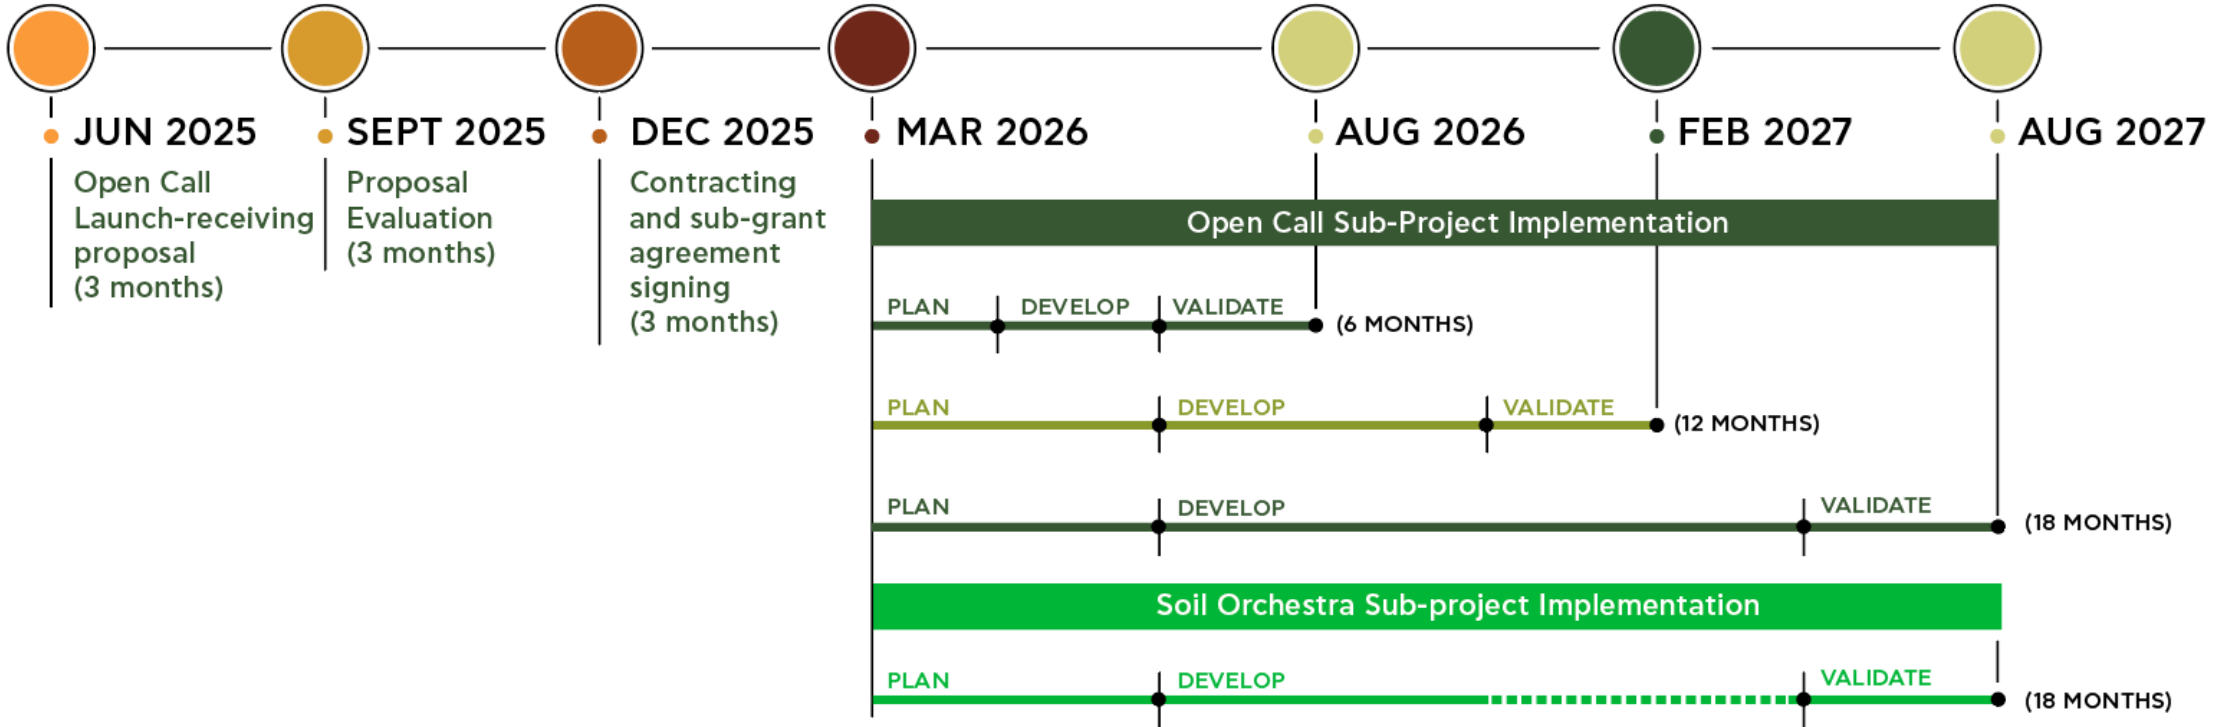 JUN 2025
SEPT 2025
DEC 2025
MAR 2026
AUG 2026
FEB 2027
AUG 2027
Open Call
Launch-receiving
proposal
(3 months)
Proposal
Evaluation
(3 months)
Contracting
and sub-grant
agreement
signing
(3 months)
Open Call Sub-Project Implementation
PLAN
DEVELOP
VALIDATE
(6 MONTHS)
PLAN
DEVELOP
VALIDATE
(12 MONTHS)
PLAN
DEVELOP
VALIDATE
(18 MONTHS)
Soil Orchestra Sub-project Implementation
PLAN
DEVELOP
VALIDATE
(18 MONTHS)